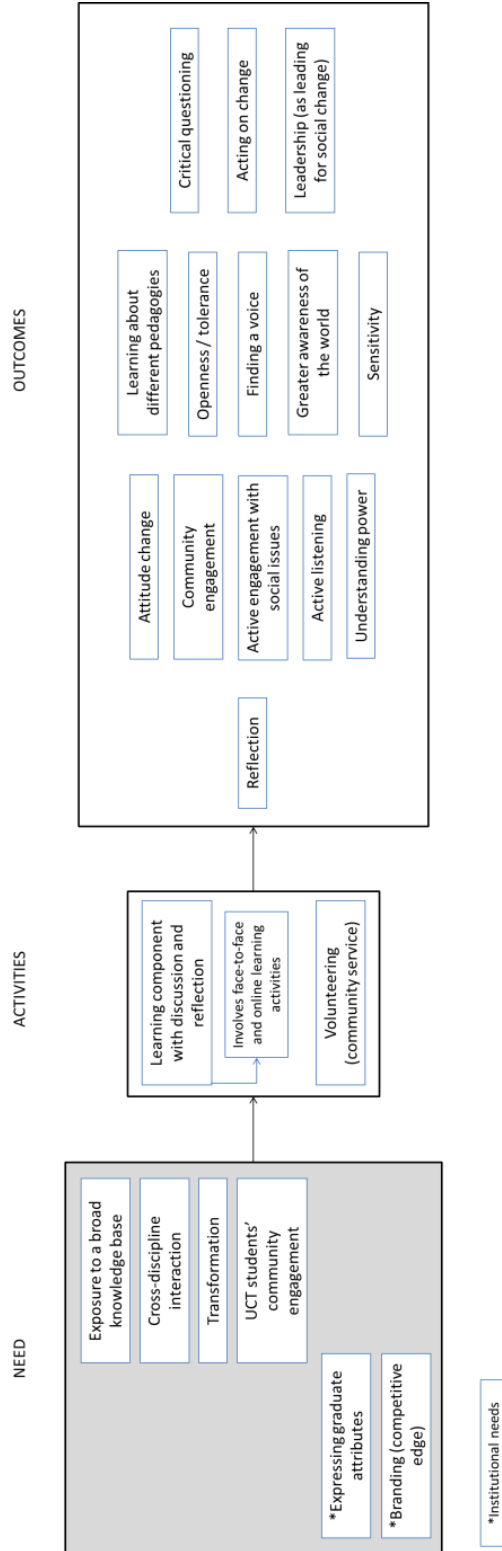 NEED
ACTIVITIES
OUTCOMES
Exposure to a broad
knowledge base
Cross-discipline
interaction
Transformation
UCT students'
community
engagement
*Expressing graduate
attributes
*Branding (competitive
edge)
*Institutional needs
Learning component
with discussion and
reflection
Involves face-to-face
and online learning
activities
Volunteering
(community service)
Reflection
Attitude change
Community
engagement
Active engagement with
social issues
Active listening
Understanding power
Learning about
different pedagogies
Openness / tolerance
Finding a voice
Greater awareness of
the world
Sensitivity
Critical questioning
Acting on change
Leadership (as leading
for social change)